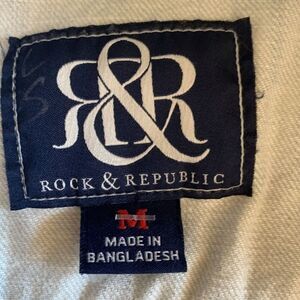 R&R
ROCK & REPUBLIC
M
MADE IN
BANGLADESH